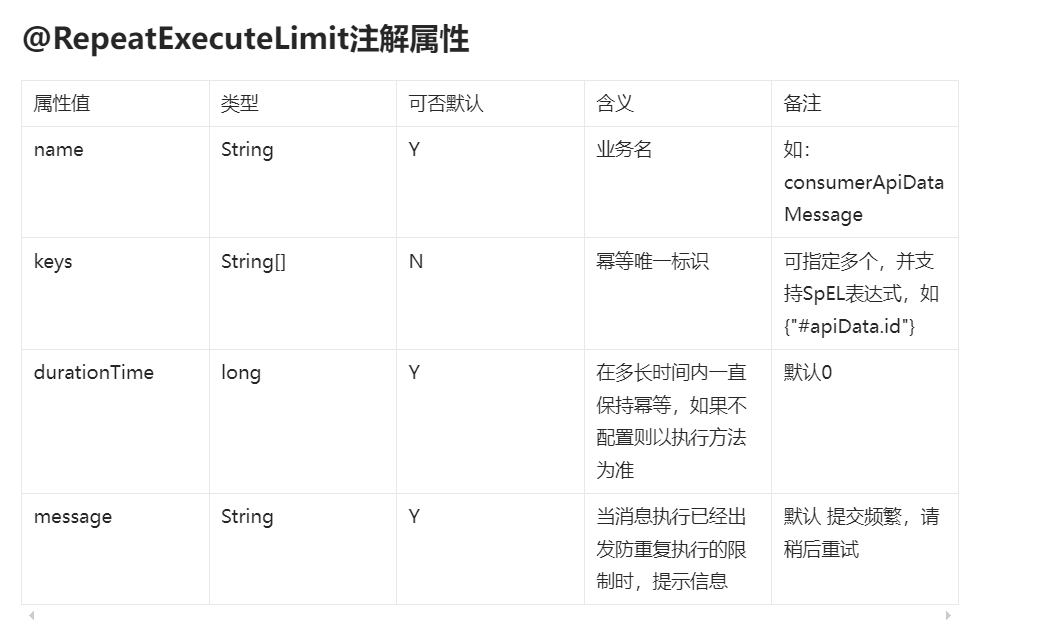 @RepeatExecuteLimit注解属性
属性值 类型 可否默认 含义 备注
name String Y 业务名 如：
consumerApiData
Message
keys String[] N 幂等唯一标识 可指定多个，并支
持SpEL表达式，如
{"#apiData.id"}
durationTime long Y 在多长时间内一直 默认0
保持幂等，如果不
配置则以执行方法
为准
message String Y 当消息执行已经出 默认 提交频繁，请
发防重复执行的限 稍后重试
制时，提示信息